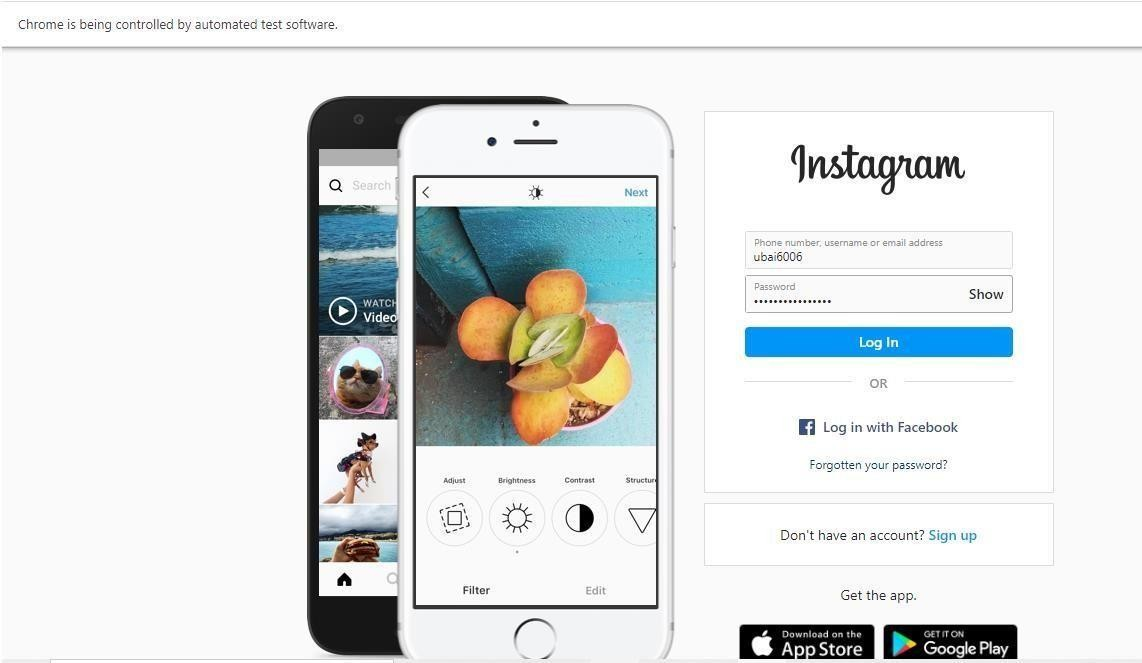 Chrome is being controlled by automated test software.
Search
WATCH
Video
Next
Adjust
Brightness
Contrast
Structure
Filter
Edit
Instagram
Phone number, username or email address
ubai6006
Password
••••••••••••••••
Show
Log In
OR
Log in with Facebook
Forgotten your password?
Don't have an account? Sign up
Get the app.
Download on the
App Store
GET IT ON
Google Play